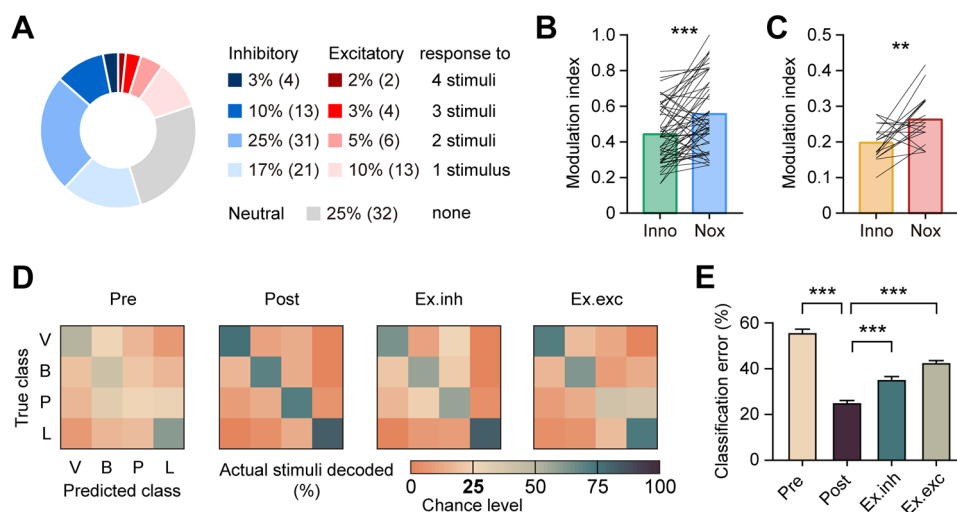 A
Inhibitory Excitatory response to
3% (4) 2% (2) 4 stimuli
10% (13) 3% (4) 3 stimuli
25% (31) 5% (6) 2 stimuli
17% (21) 10% (13) 1 stimulus
Neutral 25% (32) none
B
Modulation index
1.0
0.8
0.6
0.4
0.2
0
***
Inno Nox
C
Modulation index
0.5
0.4
0.3
0.2
0.1
0
**
Inno Nox
D
Pre Post Ex.inh Ex.exc
True class
V
B
P
L
V B P L
Predicted class
Actual stimuli decoded
(%)
0 25 50 75 100
Chance level
E
Classification error (%)
60
40
20
0
*** ***
***
Pre Post Ex.inh Ex.exc